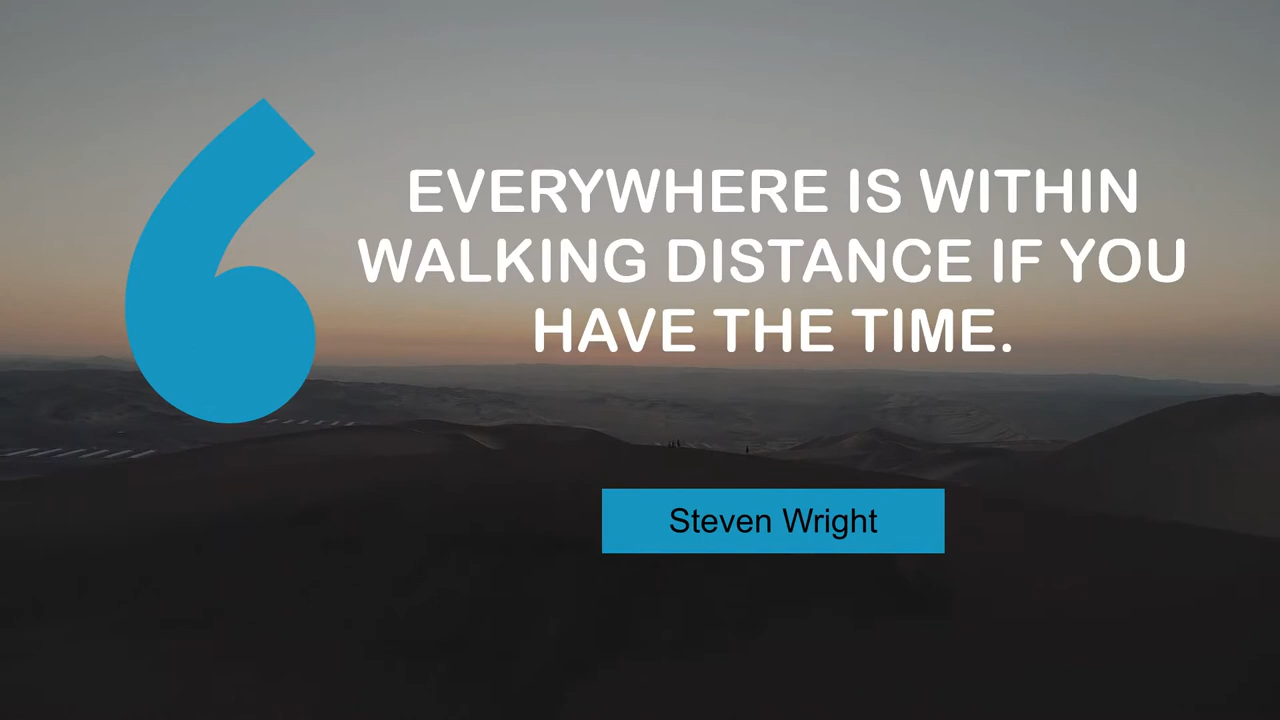 EVERYWHERE IS WITHIN
WALKING DISTANCE IF YOU
HAVE THE TIME.
Steven Wright